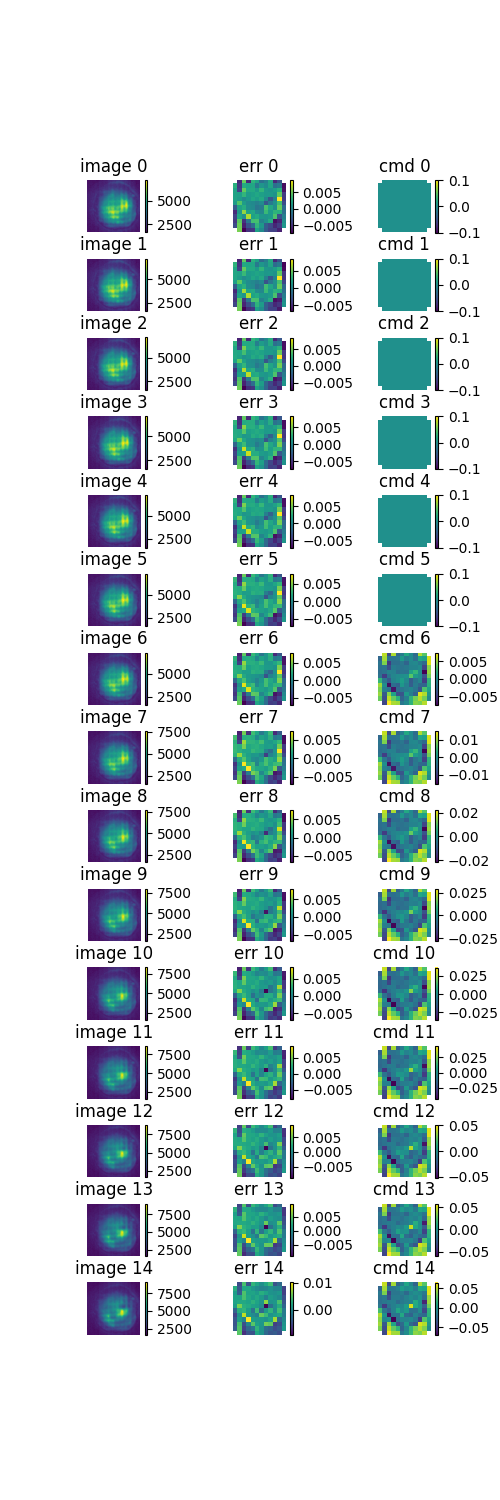 image 0 err 0 cmd 0
5000 2500 0.005 0.000 −0.005 0.1 0.0 −0.1
image 1 err 1 cmd 1
5000 2500 0.005 0.000 −0.005 0.1 0.0 −0.1
image 2 err 2 cmd 2
5000 2500 0.005 0.000 −0.005 0.1 0.0 −0.1
image 3 err 3 cmd 3
5000 2500 0.005 0.000 −0.005 0.1 0.0 −0.1
image 4 err 4 cmd 4
5000 2500 0.005 0.000 −0.005 0.1 0.0 −0.1
image 5 err 5 cmd 5
5000 2500 0.005 0.000 −0.005 0.1 0.0 −0.1
image 6 err 6 cmd 6
5000 2500 0.005 0.000 −0.005 0.005 0.000 −0.005
image 7 err 7 cmd 7
7500 5000 2500 0.005 0.000 −0.005 0.01 0.00 −0.01
image 8 err 8 cmd 8
7500 5000 2500 0.005 0.000 −0.005 0.02 0.00 −0.02
image 9 err 9 cmd 9
7500 5000 2500 0.005 0.000 −0.005 0.025 0.000 −0.025
image 10 err 10 cmd 10
7500 5000 2500 0.005 0.000 −0.005 0.025 0.000 −0.025
image 11 err 11 cmd 11
7500 5000 2500 0.005 0.000 −0.005 0.025 0.000 −0.025
image 12 err 12 cmd 12
7500 5000 2500 0.005 0.000 −0.005 0.05 0.00 −0.05
image 13 err 13 cmd 13
7500 5000 2500 0.005 0.000 −0.005 0.05 0.00 −0.05
image 14 err 14 cmd 14
7500 5000 2500 0.01 0.00 0.05 0.00 −0.05